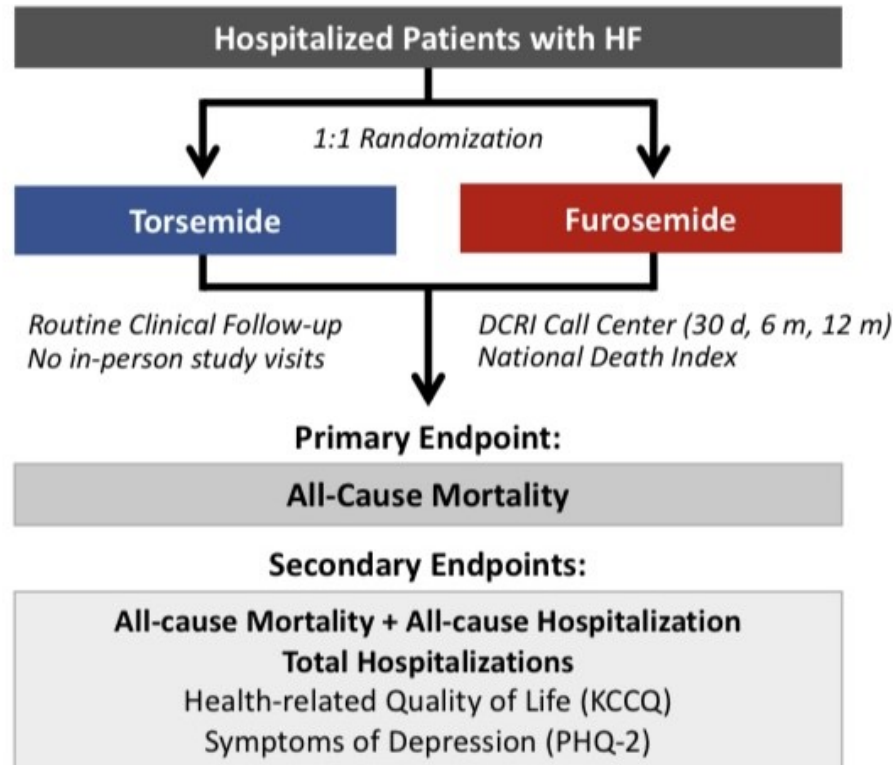 Hospitalized Patients with HF
1:1 Randomization
Torsemide
Furosemide
Routine Clinical Follow-up
No in-person study visits
DCRI Call Center (30 d, 6 m, 12 m)
National Death Index
Primary Endpoint:
All-Cause Mortality
Secondary Endpoints:
All-cause Mortality + All-cause Hospitalization
Total Hospitalizations
Health-related Quality of Life (KCCQ)
Symptoms of Depression (PHQ-2)